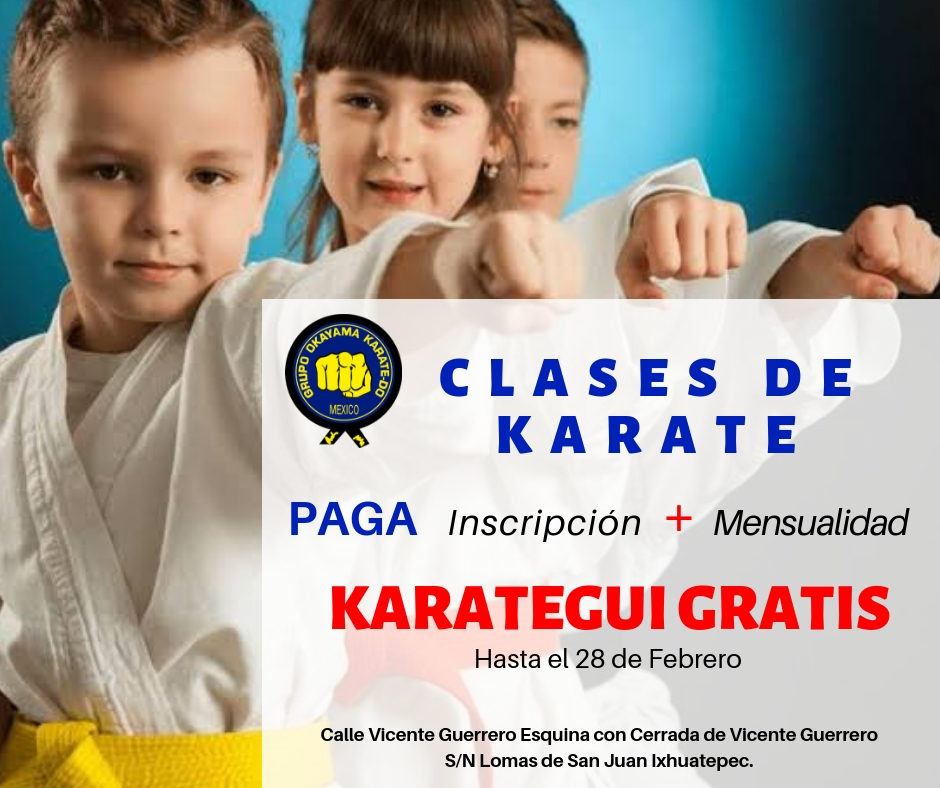 GRUPO OKAYAMA KARATE-DO
MEXICO
CLASES DE
KARATE
PAGA Inscripción + Mensualidad
KARATEGUI GRATIS
Hasta el 28 de Febrero
Calle Vicente Guerrero Esquina con Cerrada de Vicente Guerrero
S/N Lomas de San Juan Ixhuatepec.